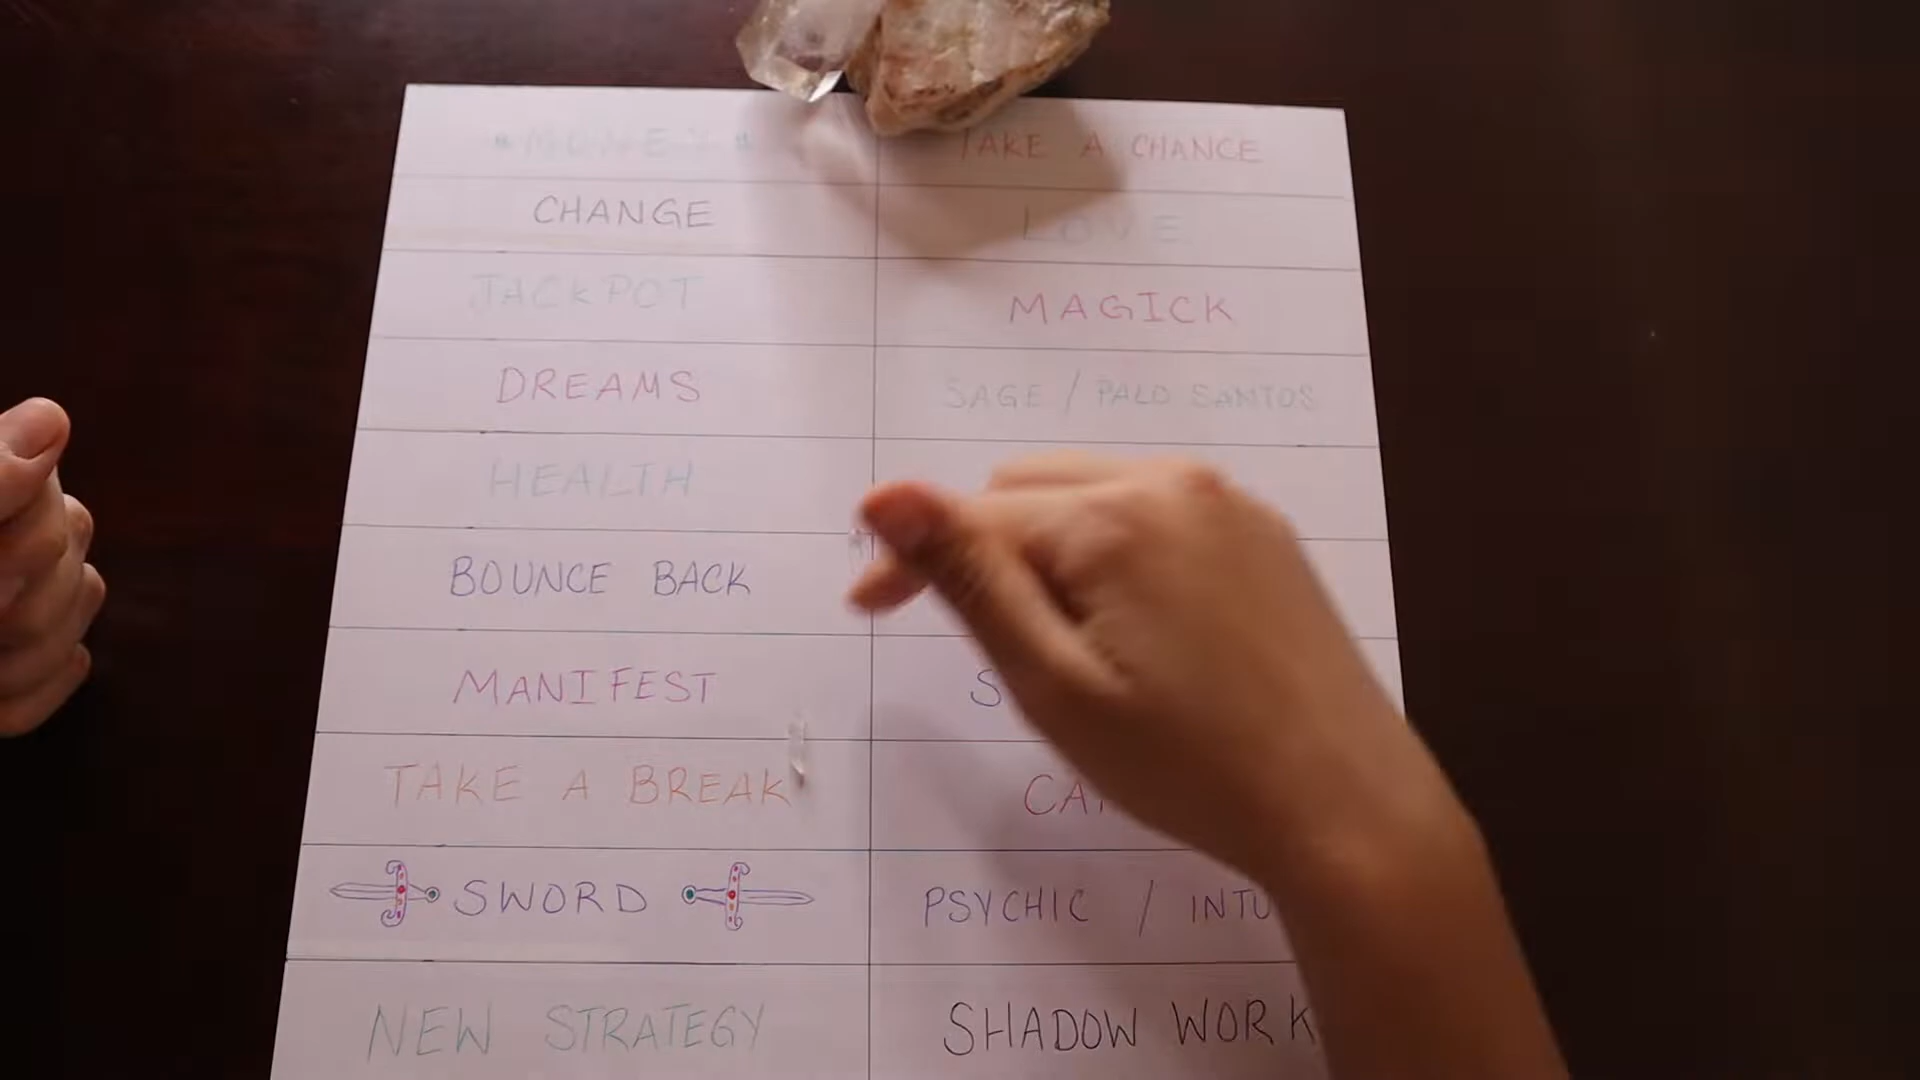 "MONEY" TAKE A CHANCE
CHANGE LOVE
JACKPOT MAGICK
DREAMS SAGE / PALO SANTOS
HEALTH
BOUNCE BACK
MANIFEST
TAKE A BREAK
SWORD PSYCHIC /
NEW STRATEGY SHADOW WORK